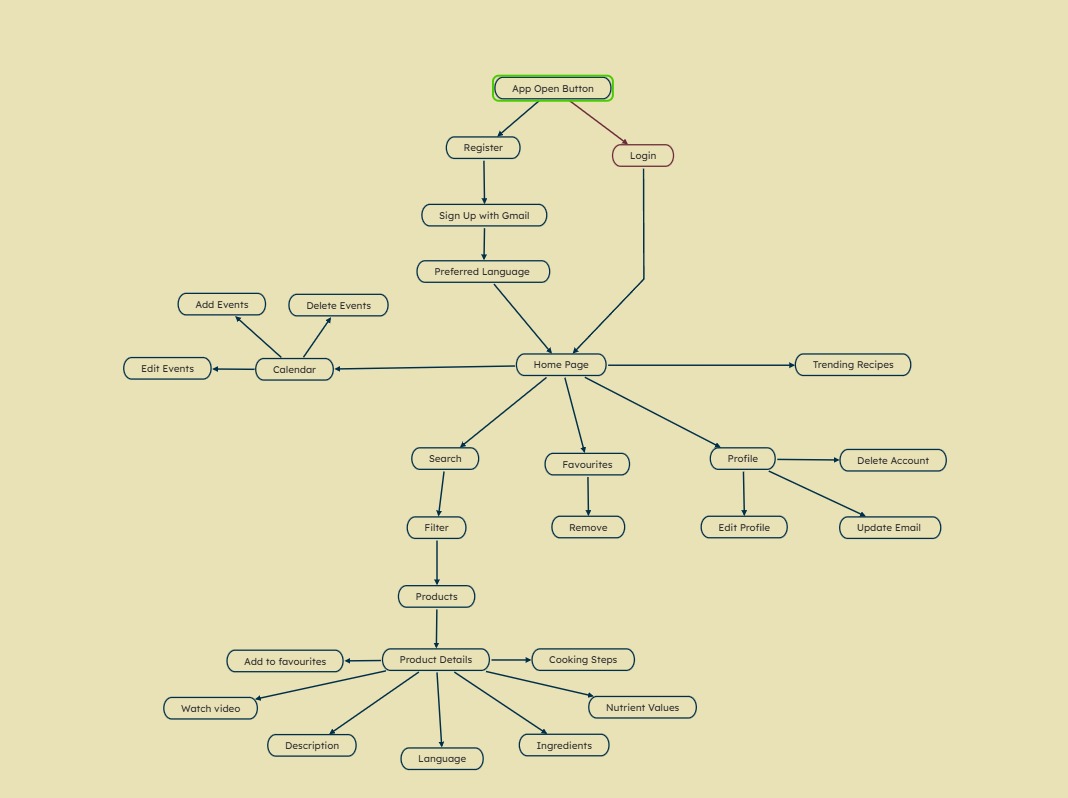 App Open Button
Register
Login
Sign Up with Gmail
Preferred Language
Add Events
Delete Events
Edit Events
Calendar
Home Page
Trending Recipes
Search
Favourites
Profile
Delete Account
Filter
Remove
Edit Profile
Update Email
Products
Add to favourites
Product Details
Cooking Steps
Watch video
Nutrient Values
Description
Language
Ingredients